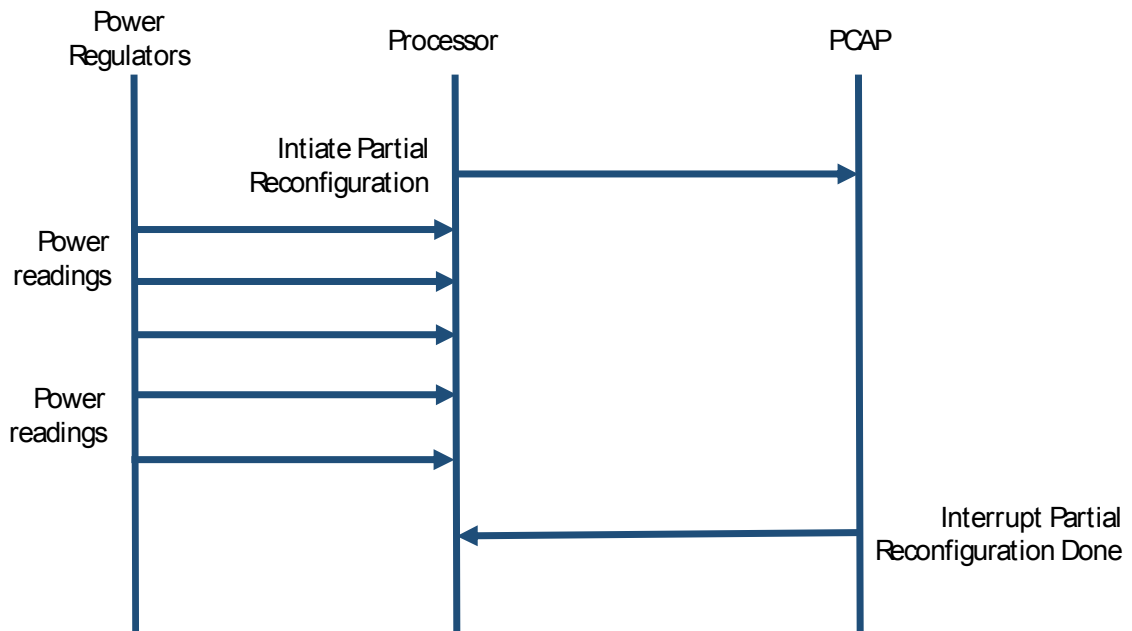 Power
Regulators
Processor
PCAP
Intiate Partial
Reconfiguration
Power
readings
Power
readings
Interrupt Partial
Reconfiguration Done